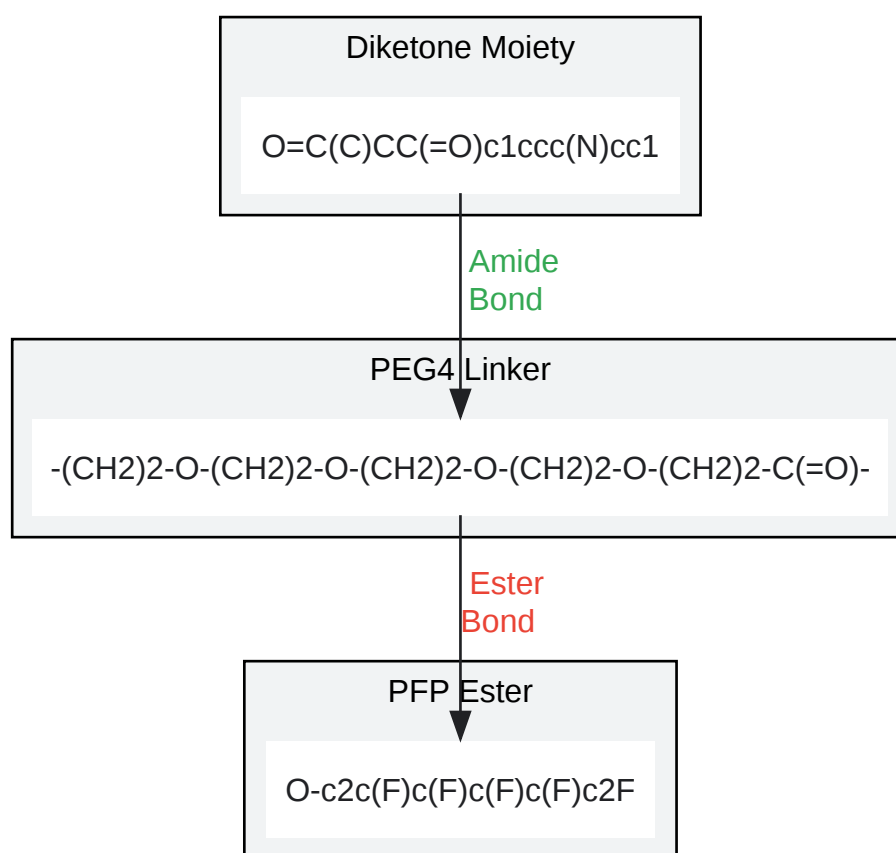 Diketone Moiety
O=C(C)CC(=O)c1ccc(N)cc1
Amide
Bond
PEG4 Linker
-(CH2)2-O-(CH2)2-O-(CH2)2-O-(CH2)2-O-(CH2)2-C(=O)-
Ester
Bond
PFP Ester
O-c2c(F)c(F)c(F)c(F)c2F